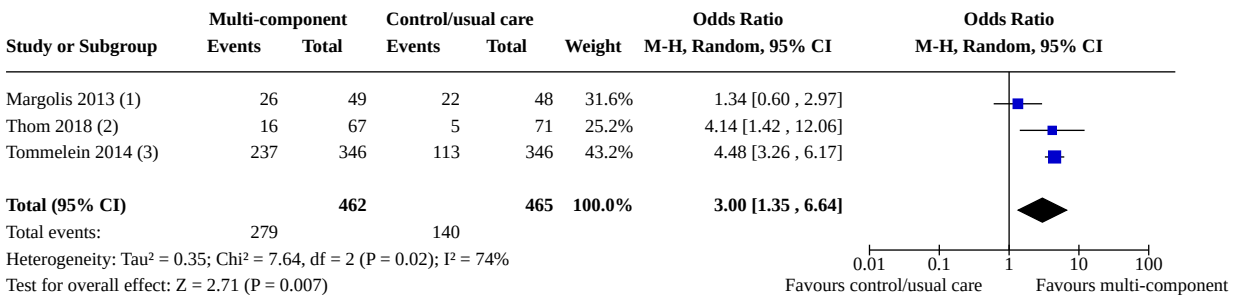 Multi-component Control/usual care Odds Ratio Odds Ratio
Study or Subgroup Events Total Events Total Weight M-H, Random, 95% CI M-H, Random, 95% CI
Margolis 2013 (1) 26 49 22 48 31.6% 1.34 [0.60 , 2.97]
Thom 2018 (2) 16 67 5 71 25.2% 4.14 [1.42 , 12.06]
Tommelein 2014 (3) 237 346 113 346 43.2% 4.48 [3.26 , 6.17]
Total (95% CI) 462 465 100.0% 3.00 [1.35 , 6.64]
Total events: 279 140
Heterogeneity: Tau² = 0.35; Chi² = 7.64, df = 2 (P = 0.02); I² = 74%
0.01 0.1 1 10 100
Test for overall effect: Z = 2.71 (P = 0.007) Favours control/usual care Favours multi-component